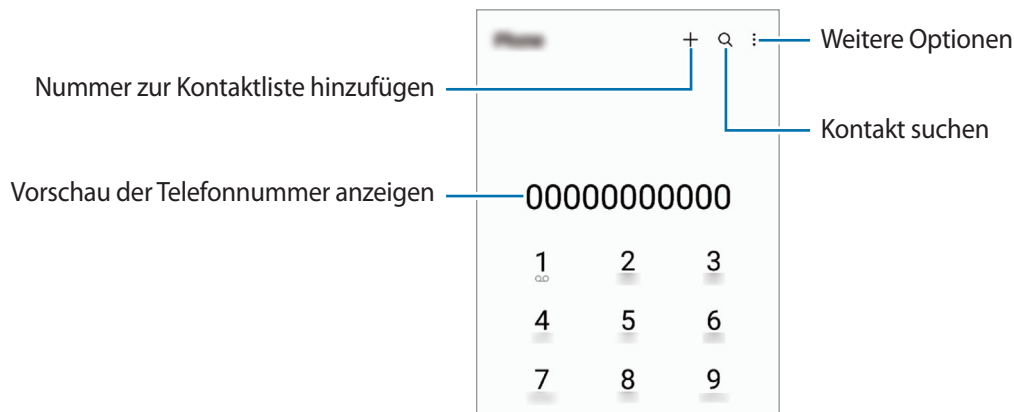 Weitere Optionen
Nummer zur Kontaktliste hinzufügen
Kontakt suchen
Vorschau der Telefonnummer anzeigen
00000000000
1 2 3
4 5 6
7 8 9